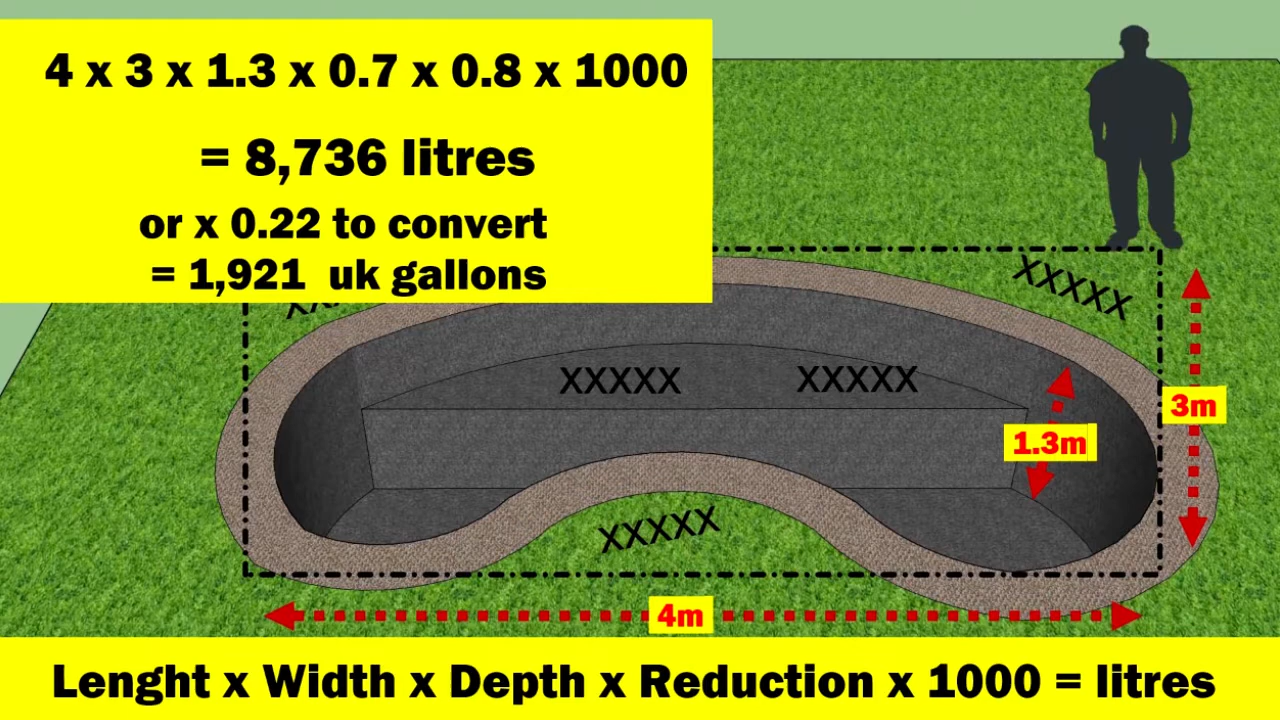 4 x 3 x 1.3 x 0.7 x 0.8 x 1000
= 8,736 litres
or x 0.22 to convert
= 1,921 uk gallons
XXXXX
XXXXX
XXXXX
3m
1.3m
XXXXX
4m
Lenght x Width x Depth x Reduction x 1000 = litres